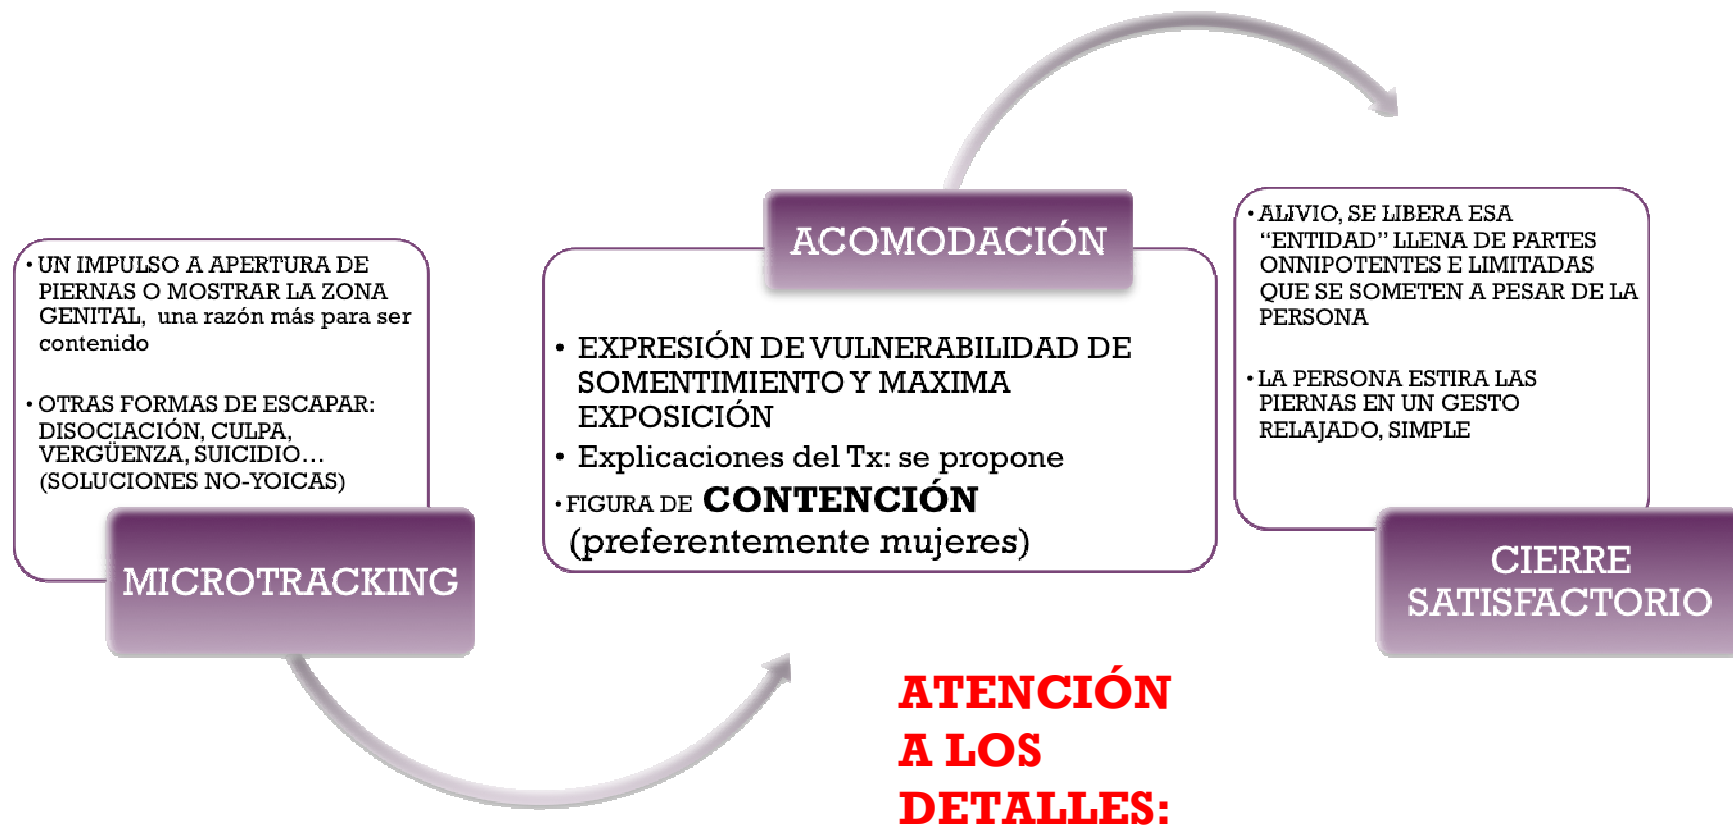 • UN IMPULSO A APERTURA DE
PIERNAS O MOSTRAR LA ZONA
GENITAL, una razón más para ser
contenido
• OTRAS FORMAS DE ESCAPAR:
DISOCIACIÓN, CULPA,
VERGÜENZA, SUICIDIO...
(SOLUCIONES NO-YOICAS)
MICROTRACKING
ACOMODACIÓN
• EXPRESIÓN DE VULNERABILIDAD DE
SOMENTIMIENTO Y MAXIMA
EXPOSICIÓN
• Explicaciones del Tx: se propone
• FIGURA DE CONTENCIÓN
(preferentemente mujeres)
• ALIVIO, SE LIBERA ESA
“ENTIDAD” LLENA DE PARTES
ONNIPOTENTES E LIMITADAS
QUE SE SOMETEN A PESAR DE LA
PERSONA
• LA PERSONA ESTIRA LAS
PIERNAS EN UN GESTO
RELAJADO, SIMPLE
CIERRE
SATISFACTORIO
ATENCIÓN
A LOS
DETALLES: